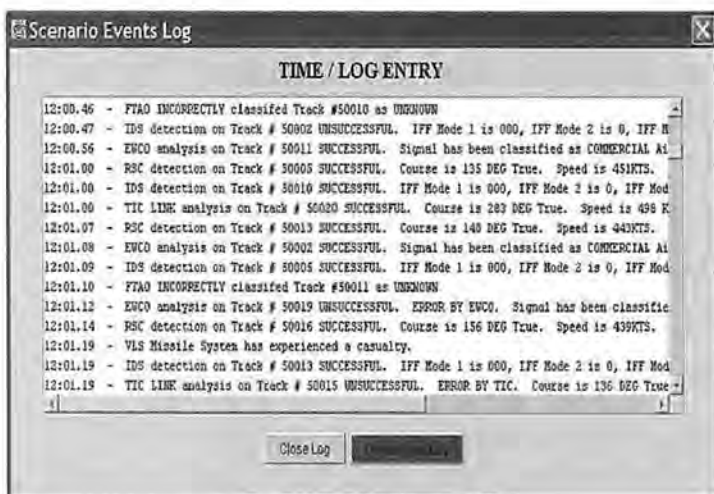 Scenario Events Log
TIME / LOG ENTRY
12:00.46 - FTAO INCORRECTLY classifed Track #50010 as UNKNOWN
12:00.47 - IDS detection on Track # 50002 UNSUCCESSFUL. IFF Mode 1 is 000, IFF Mode 2 is 0, IFF M
12:00.56 - EWCO analysis on Track # 50011 SUCCESSFUL. Signal has been classified as COMMERCIAL Ai
12:01.00 - RSC detection on Track # 50005 SUCCESSFUL. Course is 135 DEG True. Speed is 451KTS.
12:01.00 - IDS detection on Track # 50010 SUCCESSFUL. IFF Mode 1 is 000, IFF Mode 2 is 0, IFF Mod
12:01.00 - TIC LINK analysis on Track # 50020 SUCCESSFUL. Course is 283 DEG True. Speed is 498 K
12:01.07 - RSC detection on Track # 50013 SUCCESSFUL. Course is 140 DEG True. Speed is 443KTS.
12:01.08 - EWCO analysis on Track # 50002 SUCCESSFUL. Signal has been classified as COMMERCIAL Ai
12:01.09 - IDS detection on Track # 50005 SUCCESSFUL. IFF Mode 1 is 000, IFF Mode 2 is 0, IFF Mod
12:01.10 - FTAO INCORRECTLY classifed Track #50011 as UNKNOWN
12:01.12 - EWCO analysis on Track # 50019 UNSUCCESSFUL. ERROR BY EWCO. Signal has been classifie
12:01.14 - RSC detection on Track # 50016 SUCCESSFUL. Course is 156 DEG True. Speed is 439KTS.
12:01.19 - VLS Missile System has experienced a casualty.
12:01.19 - IDS detection on Track # 50013 SUCCESSFUL. IFF Mode 1 is 000, IFF Mode 2 is 0, IFF Mod
12:01.19 - TIC LINK analysis on Track # 50015 UNSUCCESSFUL. ERROR BY TIC. Course is 136 DEG True
Close Log